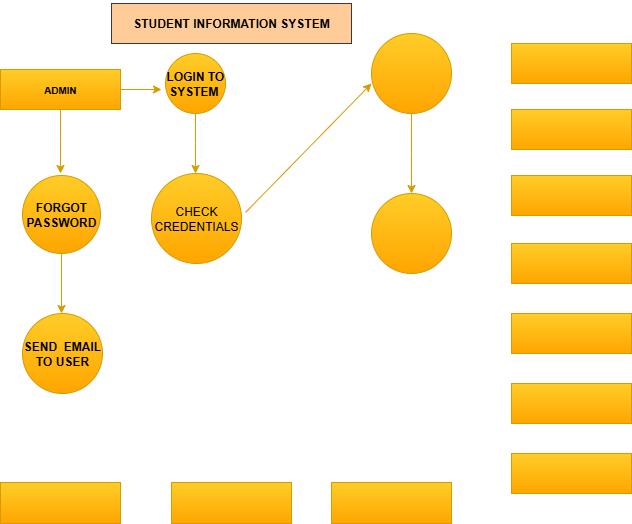 STUDENT INFORMATION SYSTEM
ADMIN
LOGIN TO
SYSTEM
FORGOT
PASSWORD
CHECK
CREDENTIALS
SEND EMAIL
TO USER